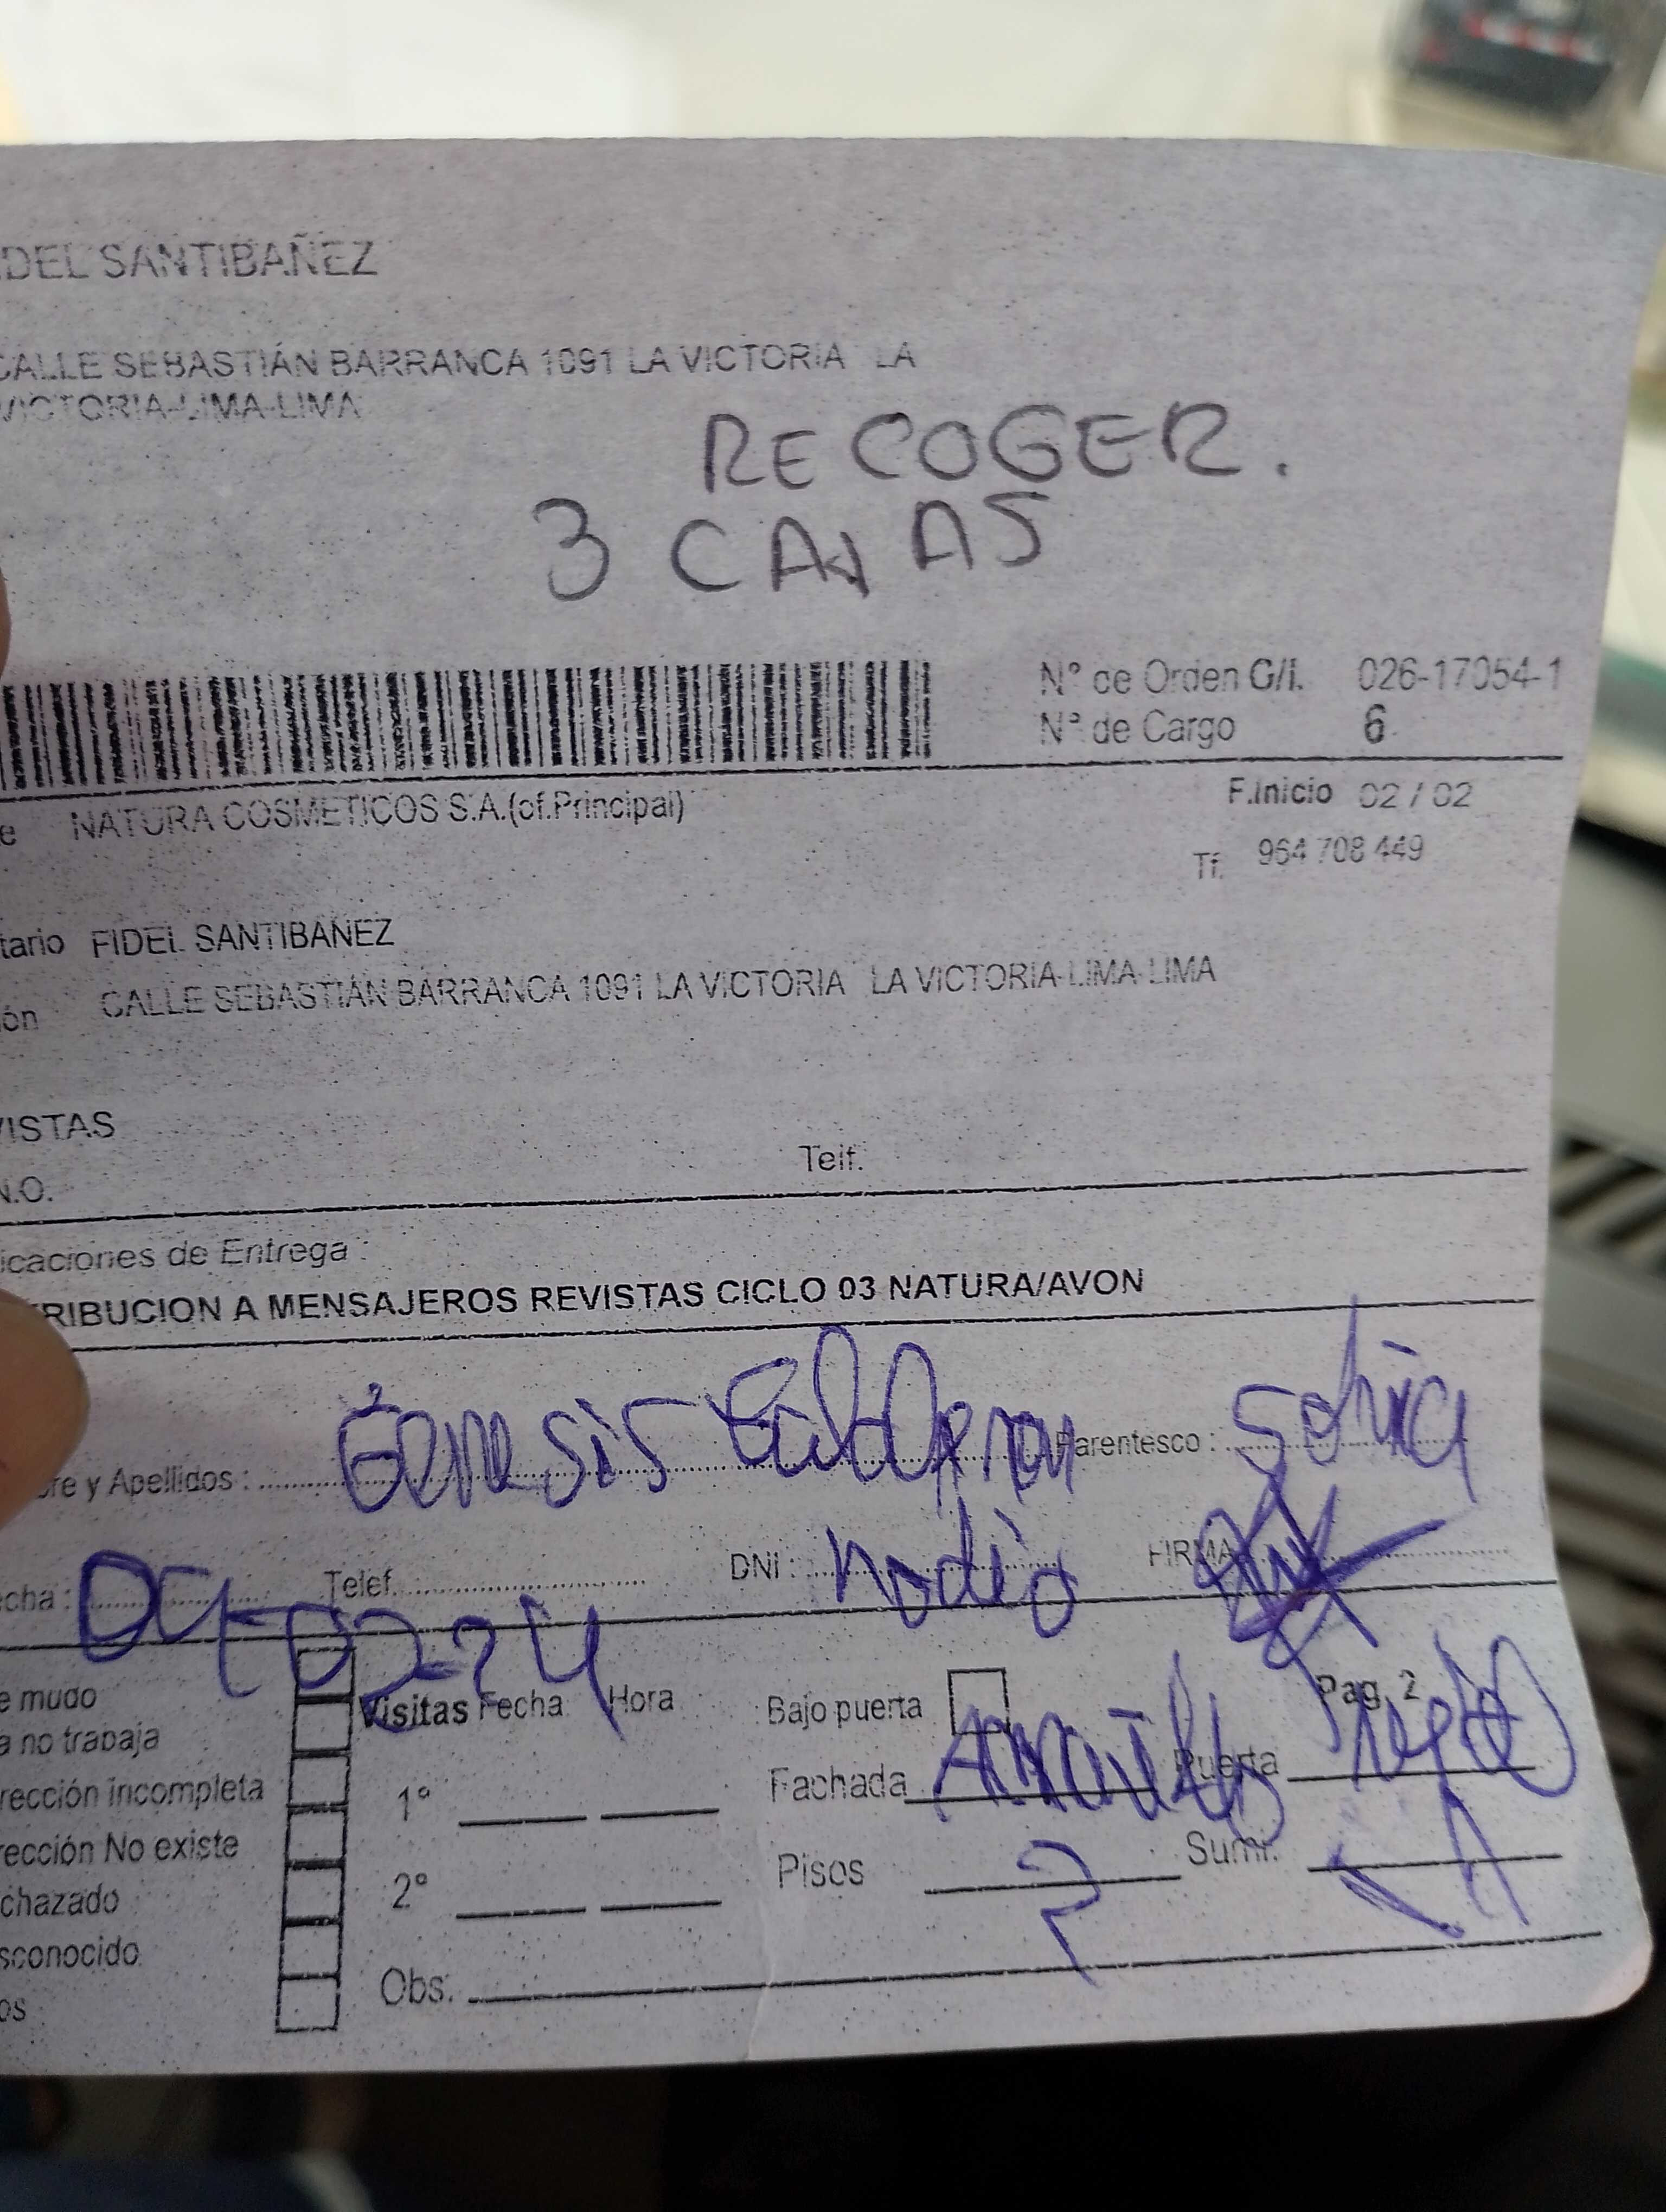 DEL SANTIBAÑEZ
CALLE SEBASTIÁN BARRANCA 1091 LA VICTORIA LA
VICTORIA-LIMA-LIMA
RECOGER.
3 CAJAS
N° de Orden G/I. 026-17054-1
N° de Cargo 6
NATURA COSMETICOS S.A.(of.Principal)
F.Inicio 02 / 02
Tf. 964 708 449
tario FIDEL SANTIBAÑEZ
ón CALLE SEBASTIÁN BARRANCA 1091 LA VICTORIA LA VICTORIA-LIMA-LIMA
VISTAS
Telf.
N.O.
icaciones de Entrega :
RIBUCION A MENSAJEROS REVISTAS CICLO 03 NATURA/AVON
re y Apellidos : Génesis Parentesco :
cha : Telef. DNI : FIRMA
e mudo
a no trabaja
rección incompleta
rección No existe
chazado
sconocido
os
Visitas Fecha Hora
1°
2°
Obs:
Bajo puerta Pag. 2
Fachada Puerta
Pisos 2 Sumi.